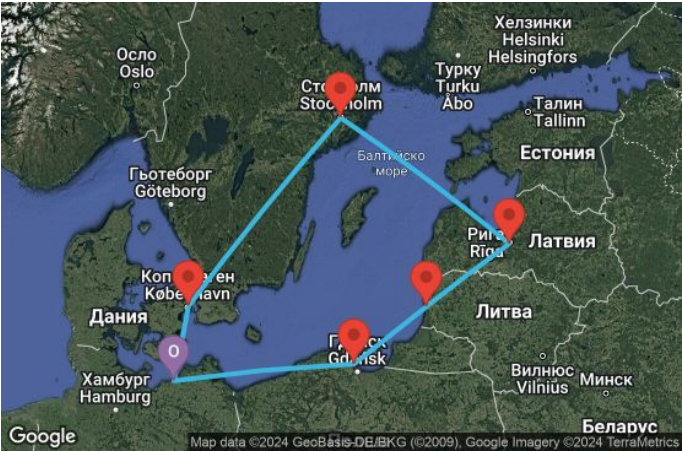 Осло
Oslo
Хелзинки
Helsinki
Helsingfors
Турку
Turku
Åbo
Талин
Tallinn
Стокхолм
Stockholm
Балтийско
море
Естония
Гьотеборг
Göteborg
Рига
Rīga
Латвия
Копенхаген
København
Дания
Литва
Гданск
Gdańsk
О
Хамбург
Hamburg
Вилнюс
Vilnius
Минск
Беларус
Google
Map data ©2024 GeoBasis-DE/BKG (©2009), Google Imagery ©2024 TerraMetrics